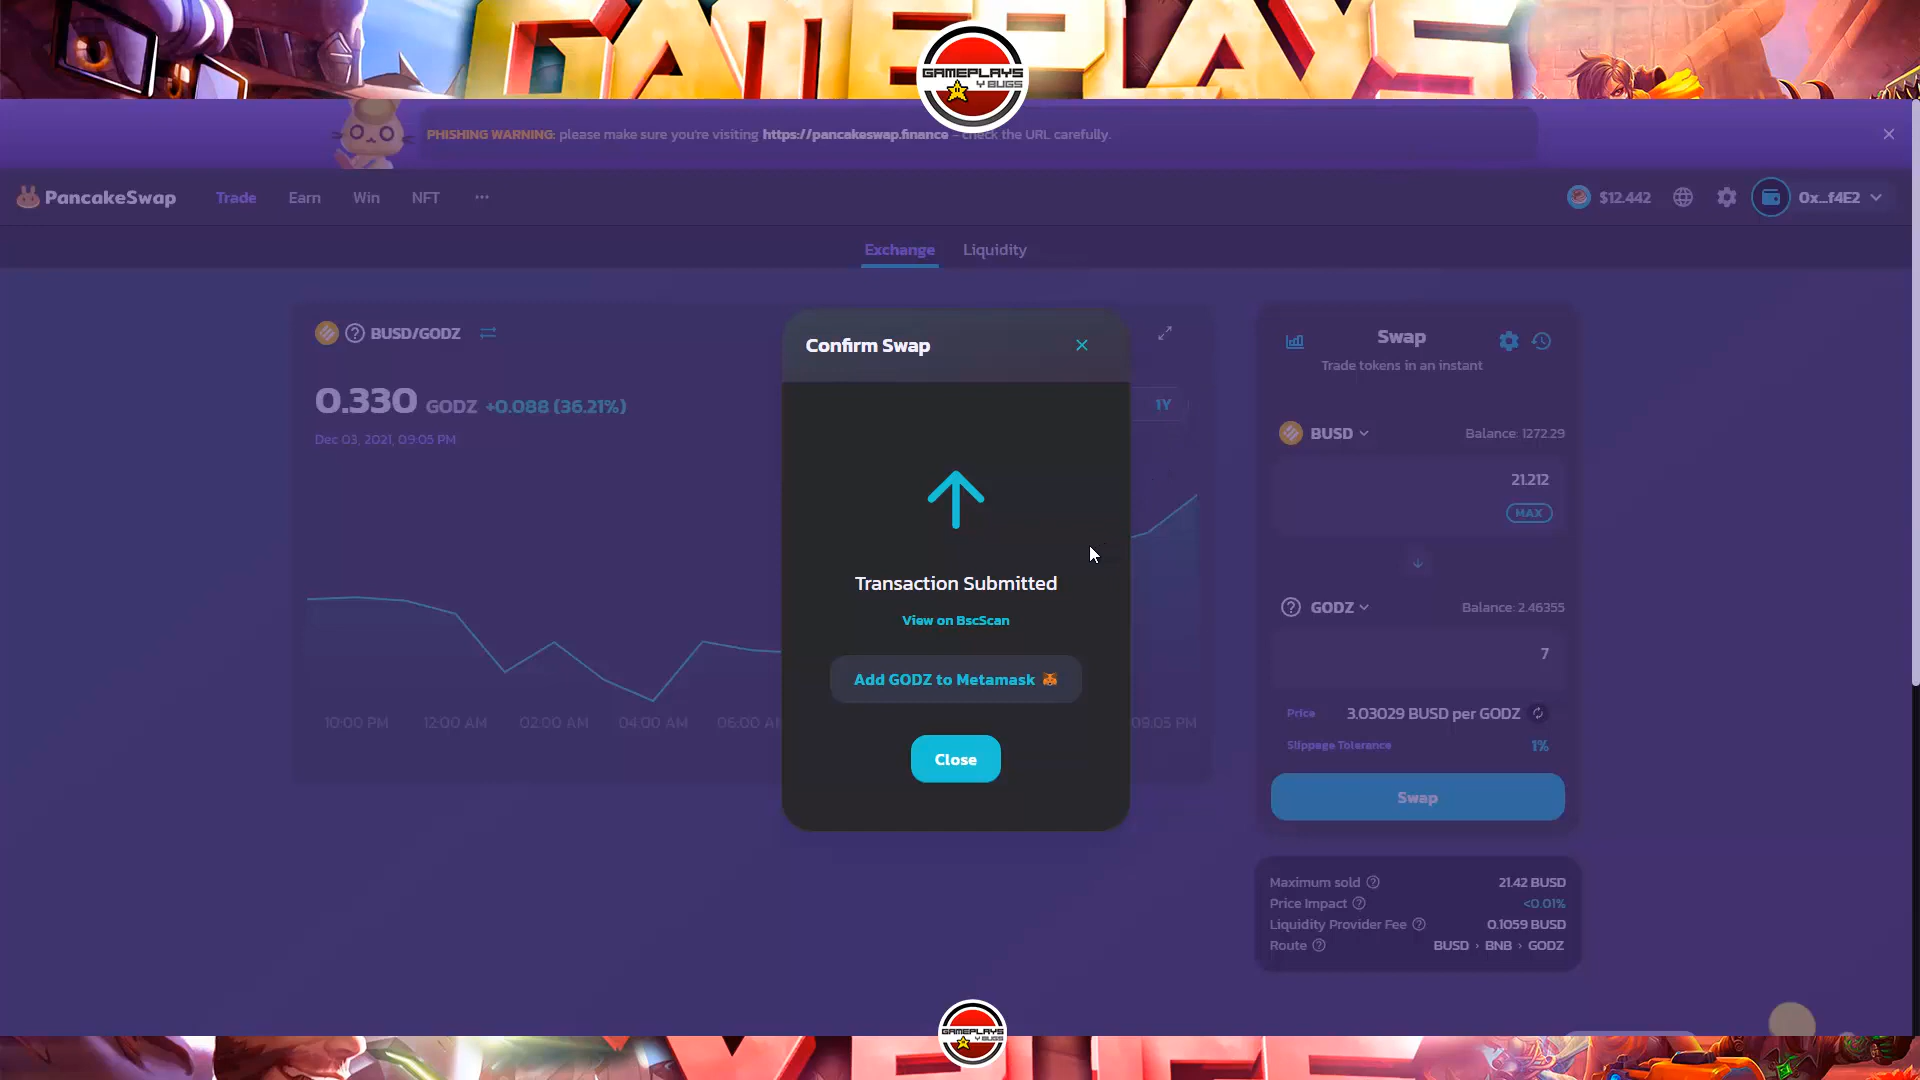 GAMEPLAYS
GAMEPLAYS
Y BUGS
PHISHING WARNING: please make sure you're visiting https://pancakeswap.finance - check the URL carefully.
PancakeSwap
Trade
Earn
Win
NFT
$12.442
0x...f4E2
Exchange
Liquidity
BUSD/GODZ
0.330 GODZ +0.088 (36.21%)
Dec 03, 2021, 09:05 PM
1Y
10:00 PM
12:00 AM
02:00 AM
04:00 AM
06:00 AM
09:05 PM
Confirm Swap
Transaction Submitted
View on BscScan
Add GODZ to Metamask
Close
Swap
Trade tokens in an instant
BUSD
Balance: 1272.29
21.212
MAX
GODZ
Balance: 2.46355
7
Price
3.03029 BUSD per GODZ
Slippage Tolerance
1%
Swap
Maximum sold
21.42 BUSD
Price Impact
<0.01%
Liquidity Provider Fee
0.1059 BUSD
Route
BUSD > BNB > GODZ
GAMEPLAYS
Y BUGS